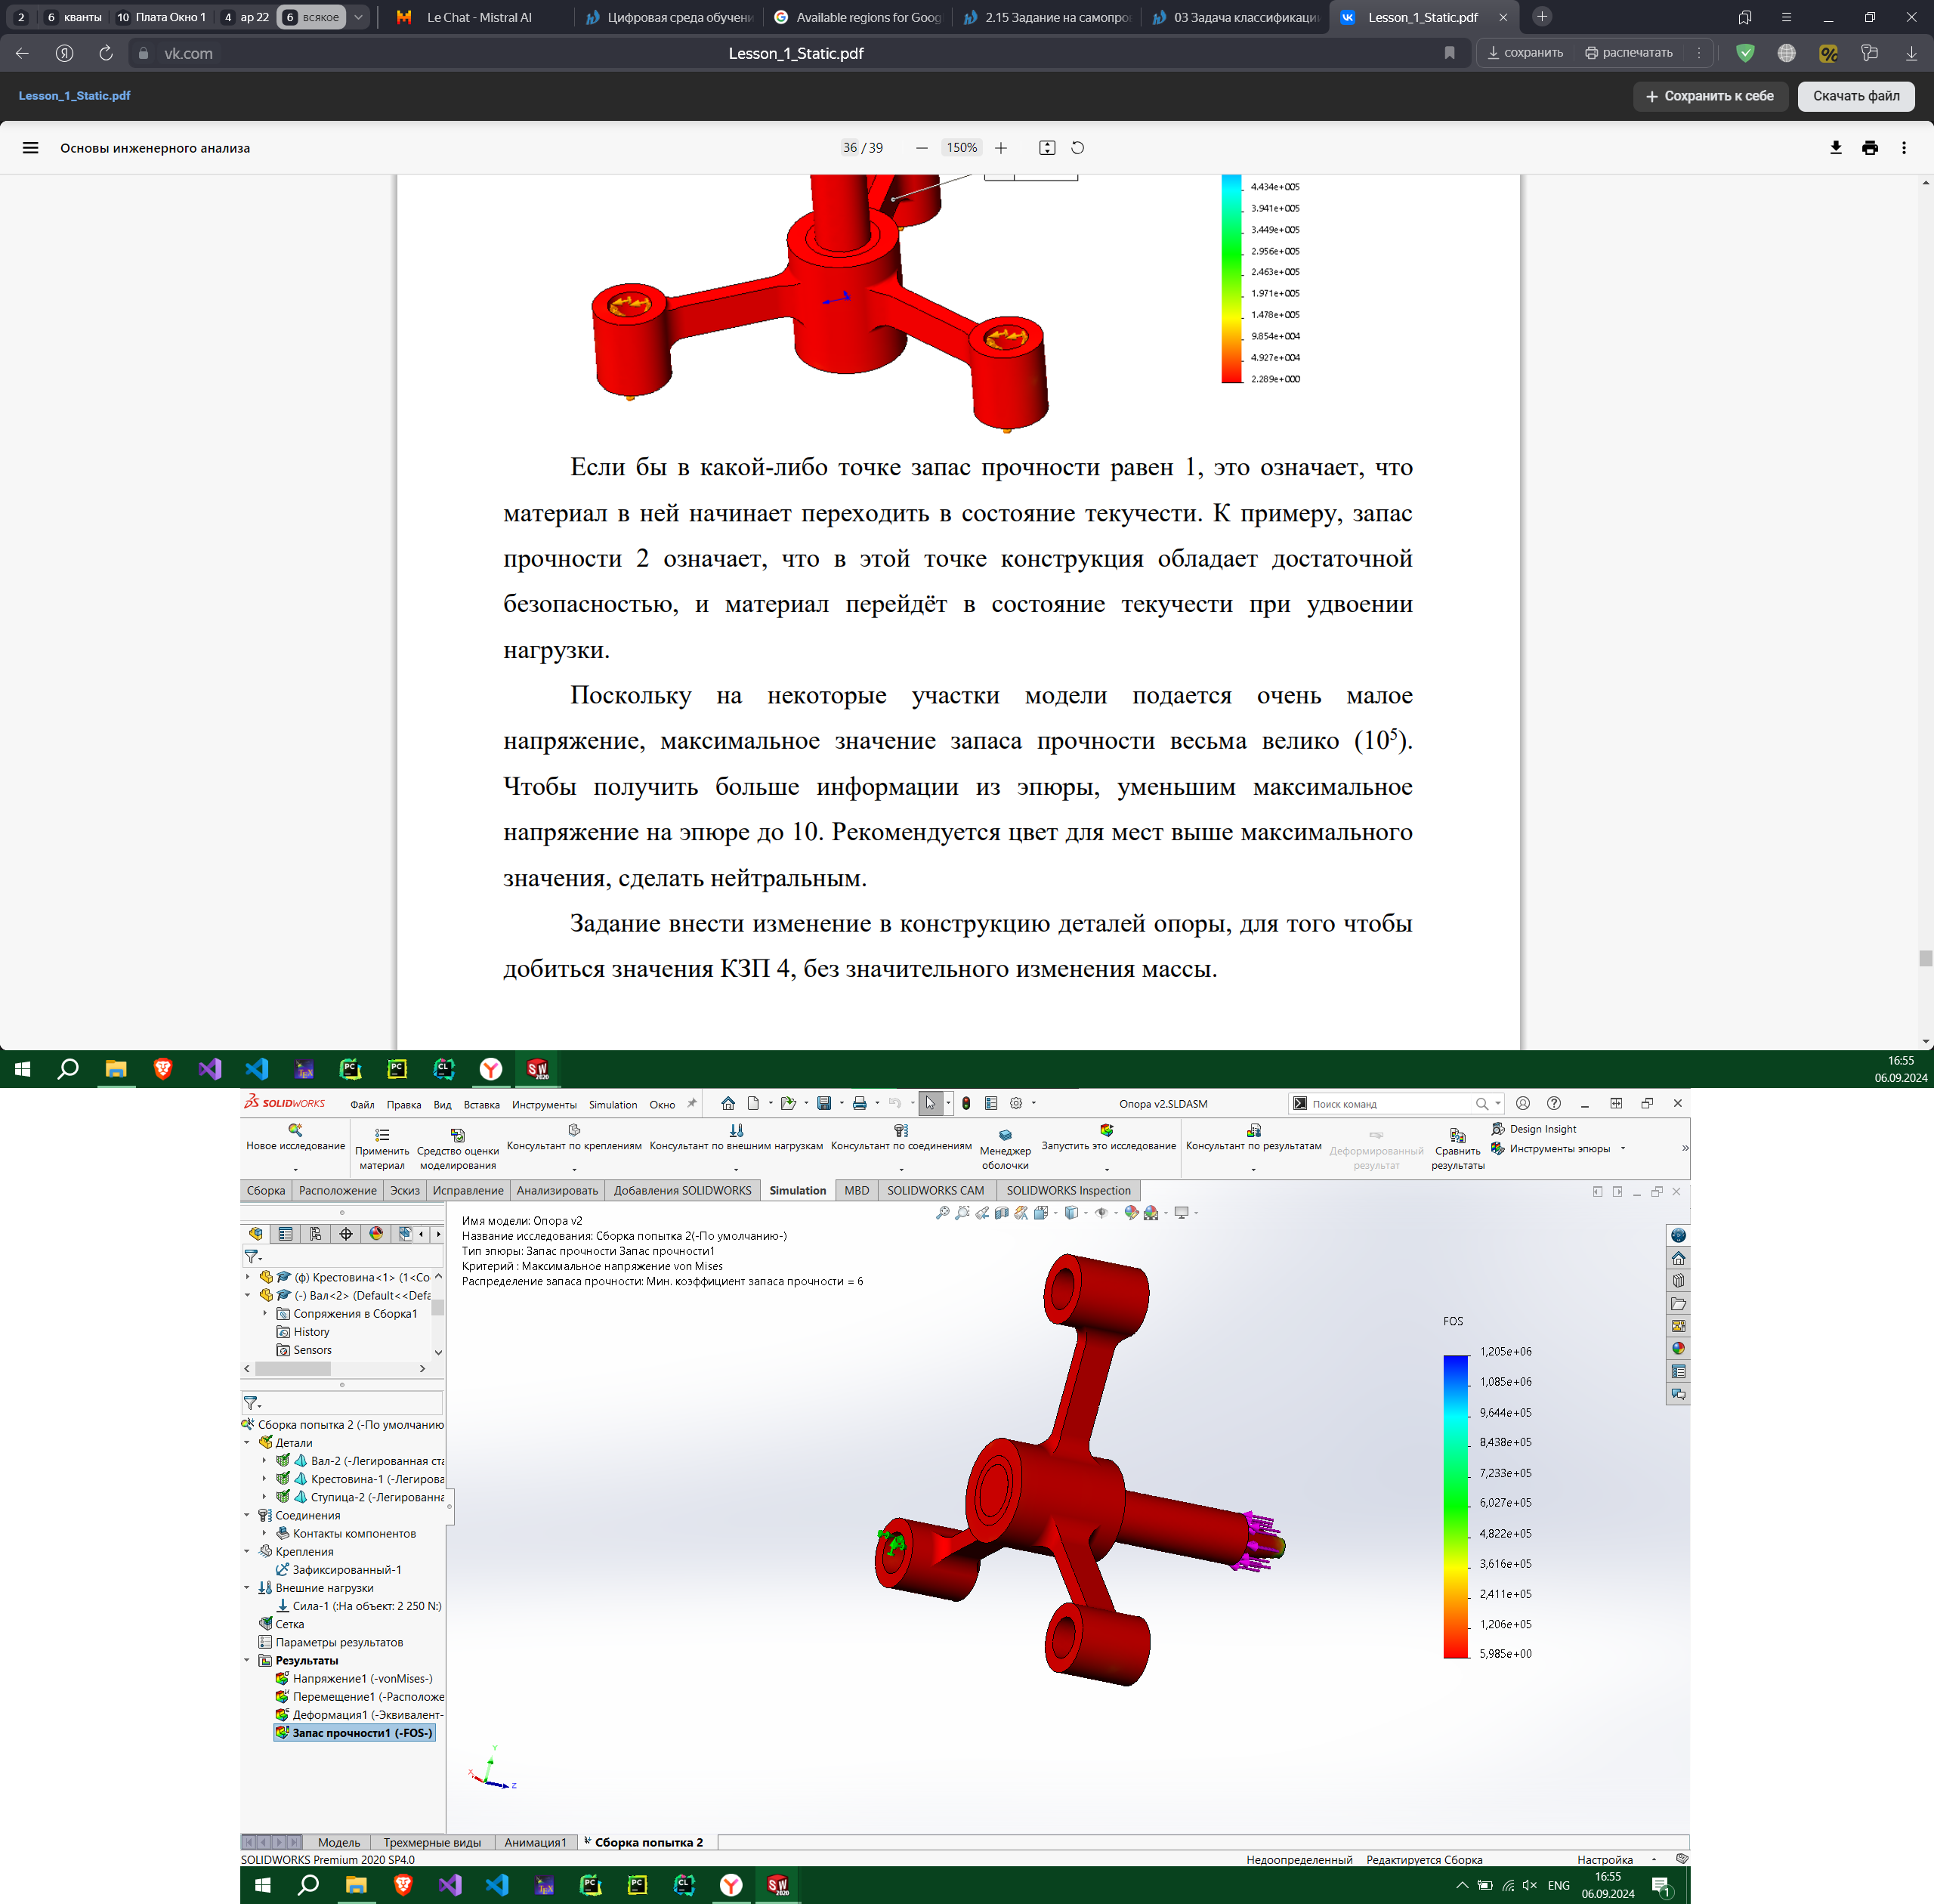 2 6 кванты 10 Плата Окно 1 4 ар 22 6 всякое Le Chat - Mistral AI Цифровая среда обучени Available regions for Goog 2.15 Задание на самопро 03 Задача классификаци Lesson_1_Static.pdf
vk.com Lesson_1_Static.pdf сохранить распечатать
Lesson_1_Static.pdf + Сохранить к себе Скачать файл
Основы инженерного анализа 36 / 39 — 150% +
4.434e+005
3.941e+005
3.449e+005
2.956e+005
2.463e+005
1.971e+005
1.478e+005
9.854e+004
4.927e+004
2.289e+000
Если бы в какой-либо точке запас прочности равен 1, это означает, что
материал в ней начинает переходить в состояние текучести. К примеру, запас
прочности 2 означает, что в этой точке конструкция обладает достаточной
безопасностью, и материал перейдёт в состояние текучести при удвоении
нагрузки.
Поскольку на некоторые участки модели подается очень малое
напряжение, максимальное значение запаса прочности весьма велико (10⁵).
Чтобы получить больше информации из эпюры, уменьшим максимальное
напряжение на эпюре до 10. Рекомендуется цвет для мест выше максимального
значения, сделать нейтральным.
Задание внести изменение в конструкцию деталей опоры, для того чтобы
добиться значения КЗП 4, без значительного изменения массы.
16:55
06.09.2024
SOLIDWORKS Файл Правка Вид Вставка Инструменты Simulation Окно Опора v2.SLDASM Поиск команд
Новое исследование Применить материал Средство оценки моделирования Консультант по креплениям Консультант по внешним нагрузкам Консультант по соединениям Менеджер оболочки Запустить это исследование Консультант по результатам Деформированный результат Сравнить результаты Design Insight Инструменты эпюры
Сборка Расположение Эскиз Исправление Анализировать Добавления SOLIDWORKS Simulation MBD SOLIDWORKS CAM SOLIDWORKS Inspection
Имя модели: Опора v2
Название исследования: Сборка попытка 2(-По умолчанию-)
Тип эпюры: Запас прочности Запас прочности1
Критерий : Максимальное напряжение von Mises
Распределение запаса прочности: Мин. коэффициент запаса прочности = 6
(ф) Крестовина<1> (1<Co
(-) Вал<2> (Default<<Defa
Сопряжения в Сборка1
History
Sensors
Сборка попытка 2 (-По умолчанию
Детали
Вал-2 (-Легированная ста
Крестовина-1 (-Легирова
Ступица-2 (-Легированна
Соединения
Контакты компонентов
Крепления
Зафиксированный-1
Внешние нагрузки
Сила-1 (:На объект: 2 250 N:)
Сетка
Параметры результатов
Результаты
Напряжение1 (-vonMises-)
Перемещение1 (-Расположе
Деформация1 (-Эквивалент-
Запас прочности1 (-FOS-)
FOS
1,205e+06
1,085e+06
9,644e+05
8,438e+05
7,233e+05
6,027e+05
4,822e+05
3,616e+05
2,411e+05
1,206e+05
5,985e+00
Y
X
Z
Модель Трехмерные виды Анимация1 Сборка попытка 2
SOLIDWORKS Premium 2020 SP4.0 Недоопределенный Редактируется Сборка Настройка
ENG 16:55
06.09.2024